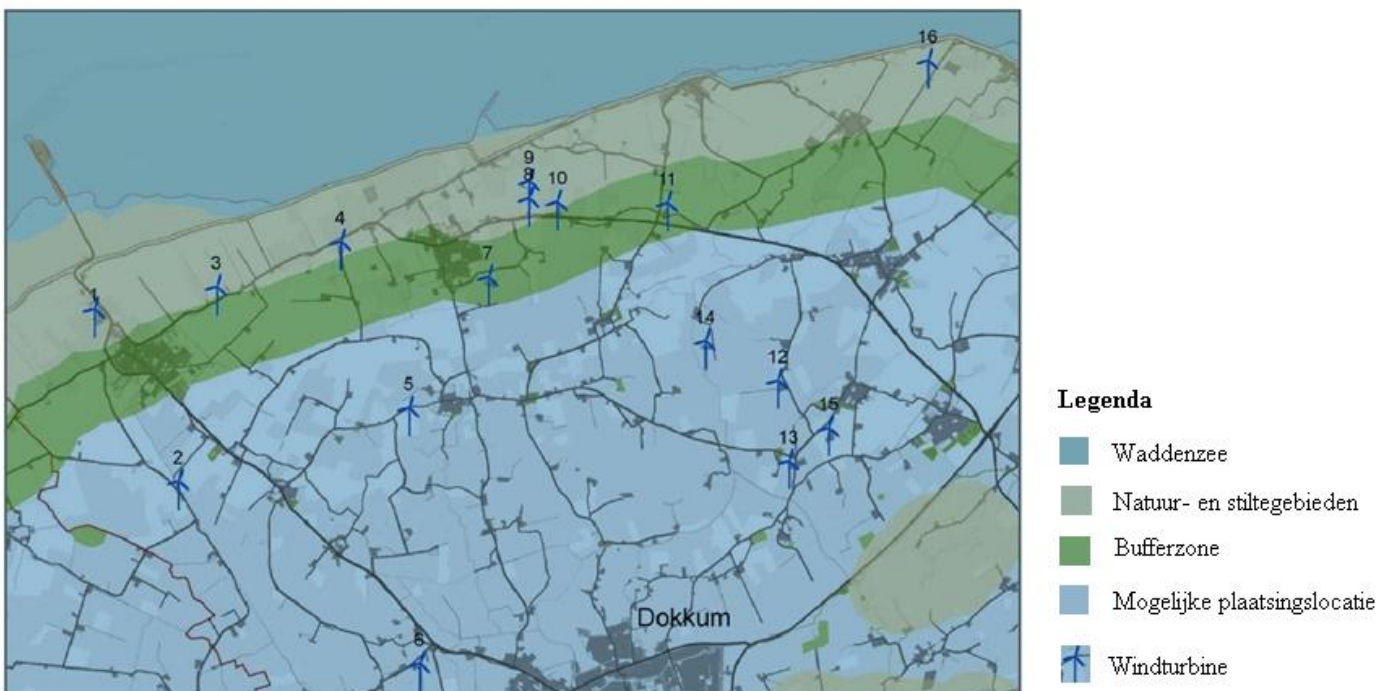 16
9
8
10
11
4
7
3
1
14
12
5
15
13
2
Dokkum
6
Legenda
Waddenzee
Natuur- en stiltegebieden
Bufferzone
Mogelijke plaatsingslocatie
Windturbine